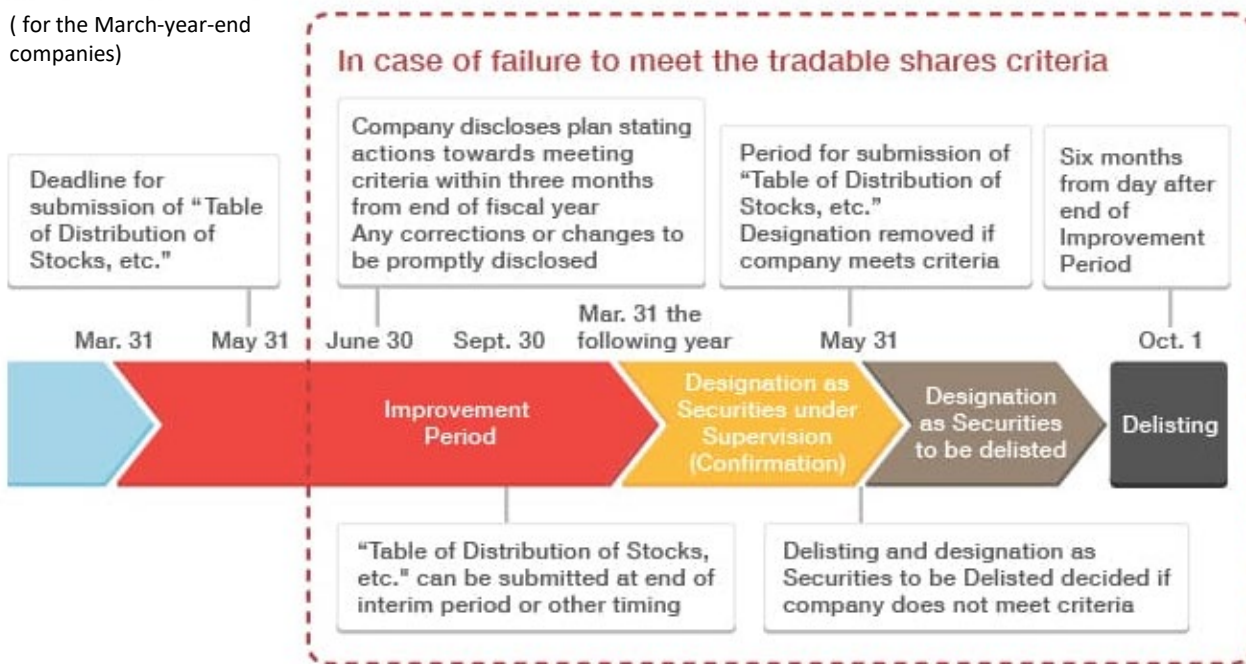 ( for the March-year-end
companies)
In case of failure to meet the tradable shares criteria
Deadline for
submission of “Table
of Distribution of
Stocks, etc.”
Company discloses plan stating
actions towards meeting
criteria within three months
from end of fiscal year
Any corrections or changes to
be promptly disclosed
Period for submission of
“Table of Distribution of
Stocks, etc.”
Designation removed if
company meets criteria
Six months
from day after
end of
Improvement
Period
Mar. 31
May 31
June 30
Sept. 30
Mar. 31 the
following year
May 31
Oct. 1
Improvement
Period
Designation as
Securities under
Supervision
(Confirmation)
Designation
as Securities
to be delisted
Delisting
“Table of Distribution of Stocks,
etc." can be submitted at end of
interim period or other timing
Delisting and designation as
Securities to be Delisted decided if
company does not meet criteria